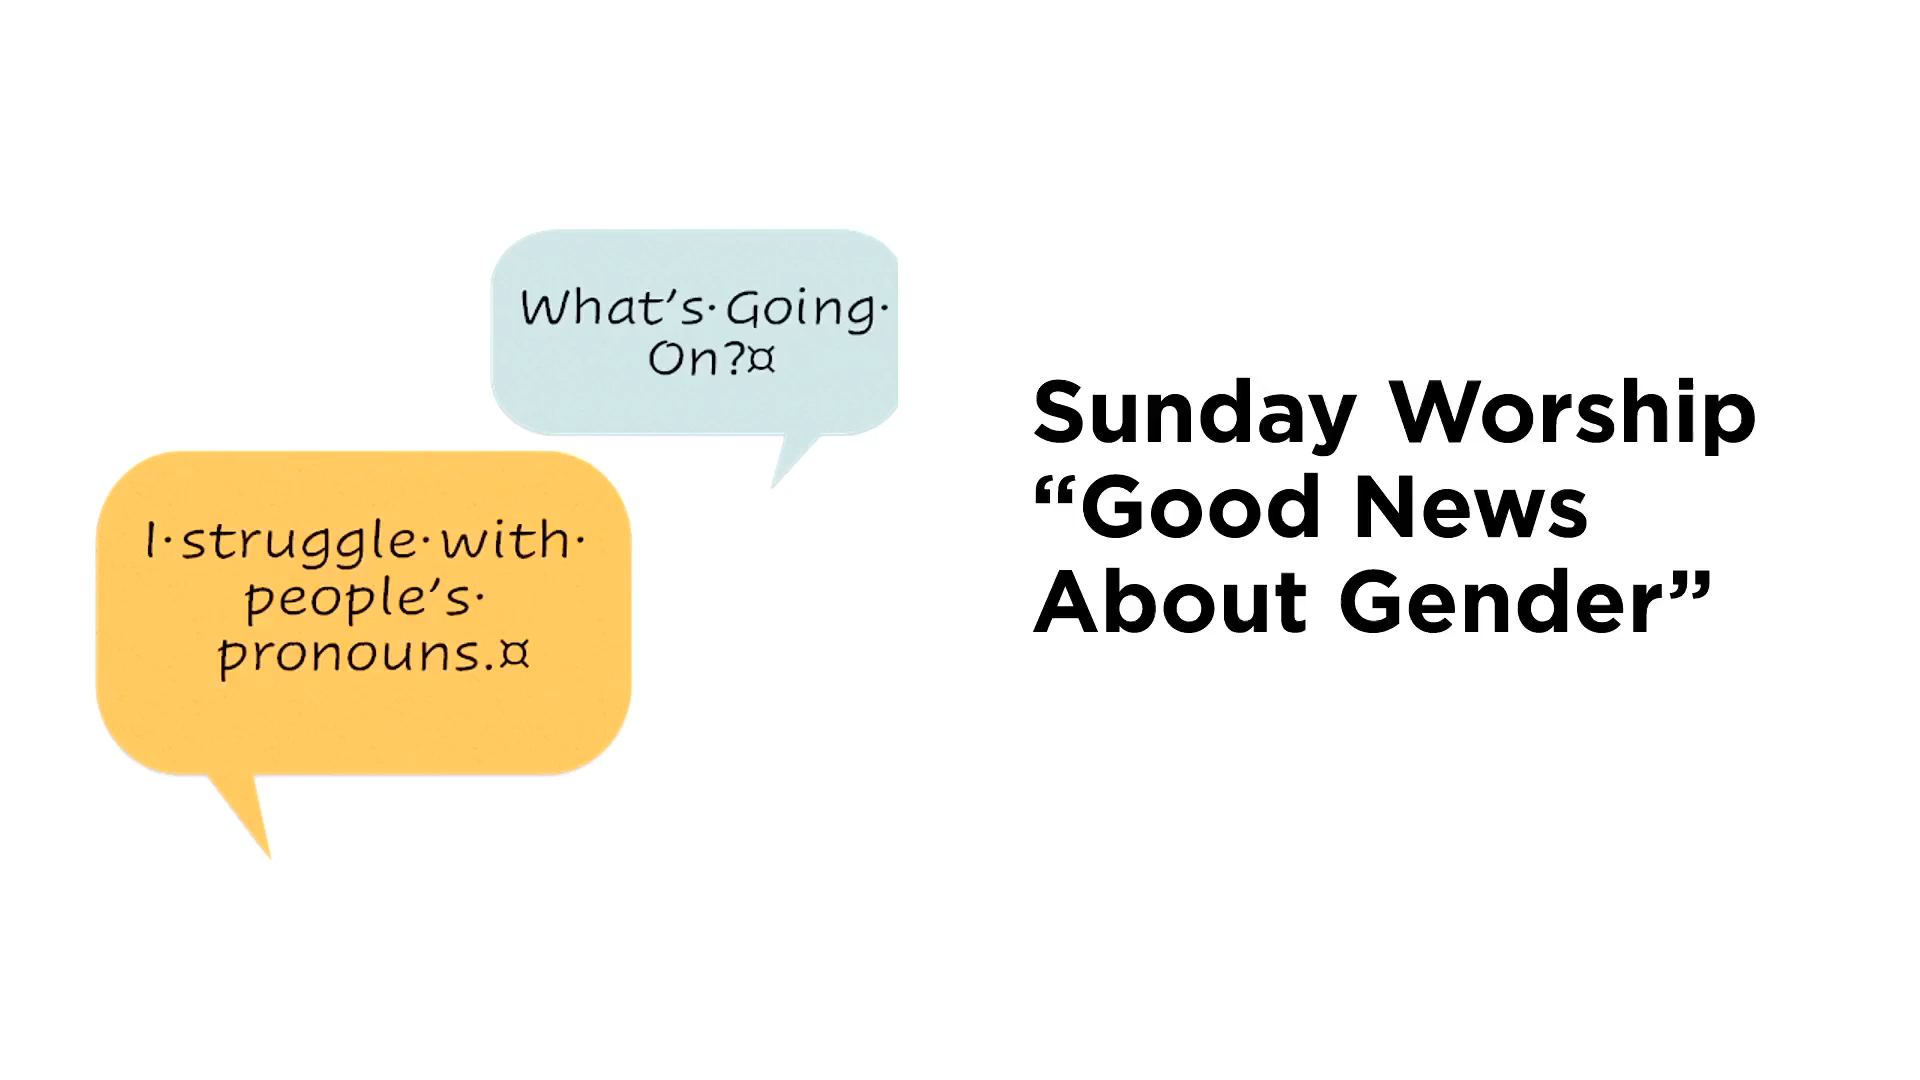 What's·Going·
On?¤
I·struggle·with·
people's·
pronouns.¤
Sunday Worship
“Good News
About Gender”